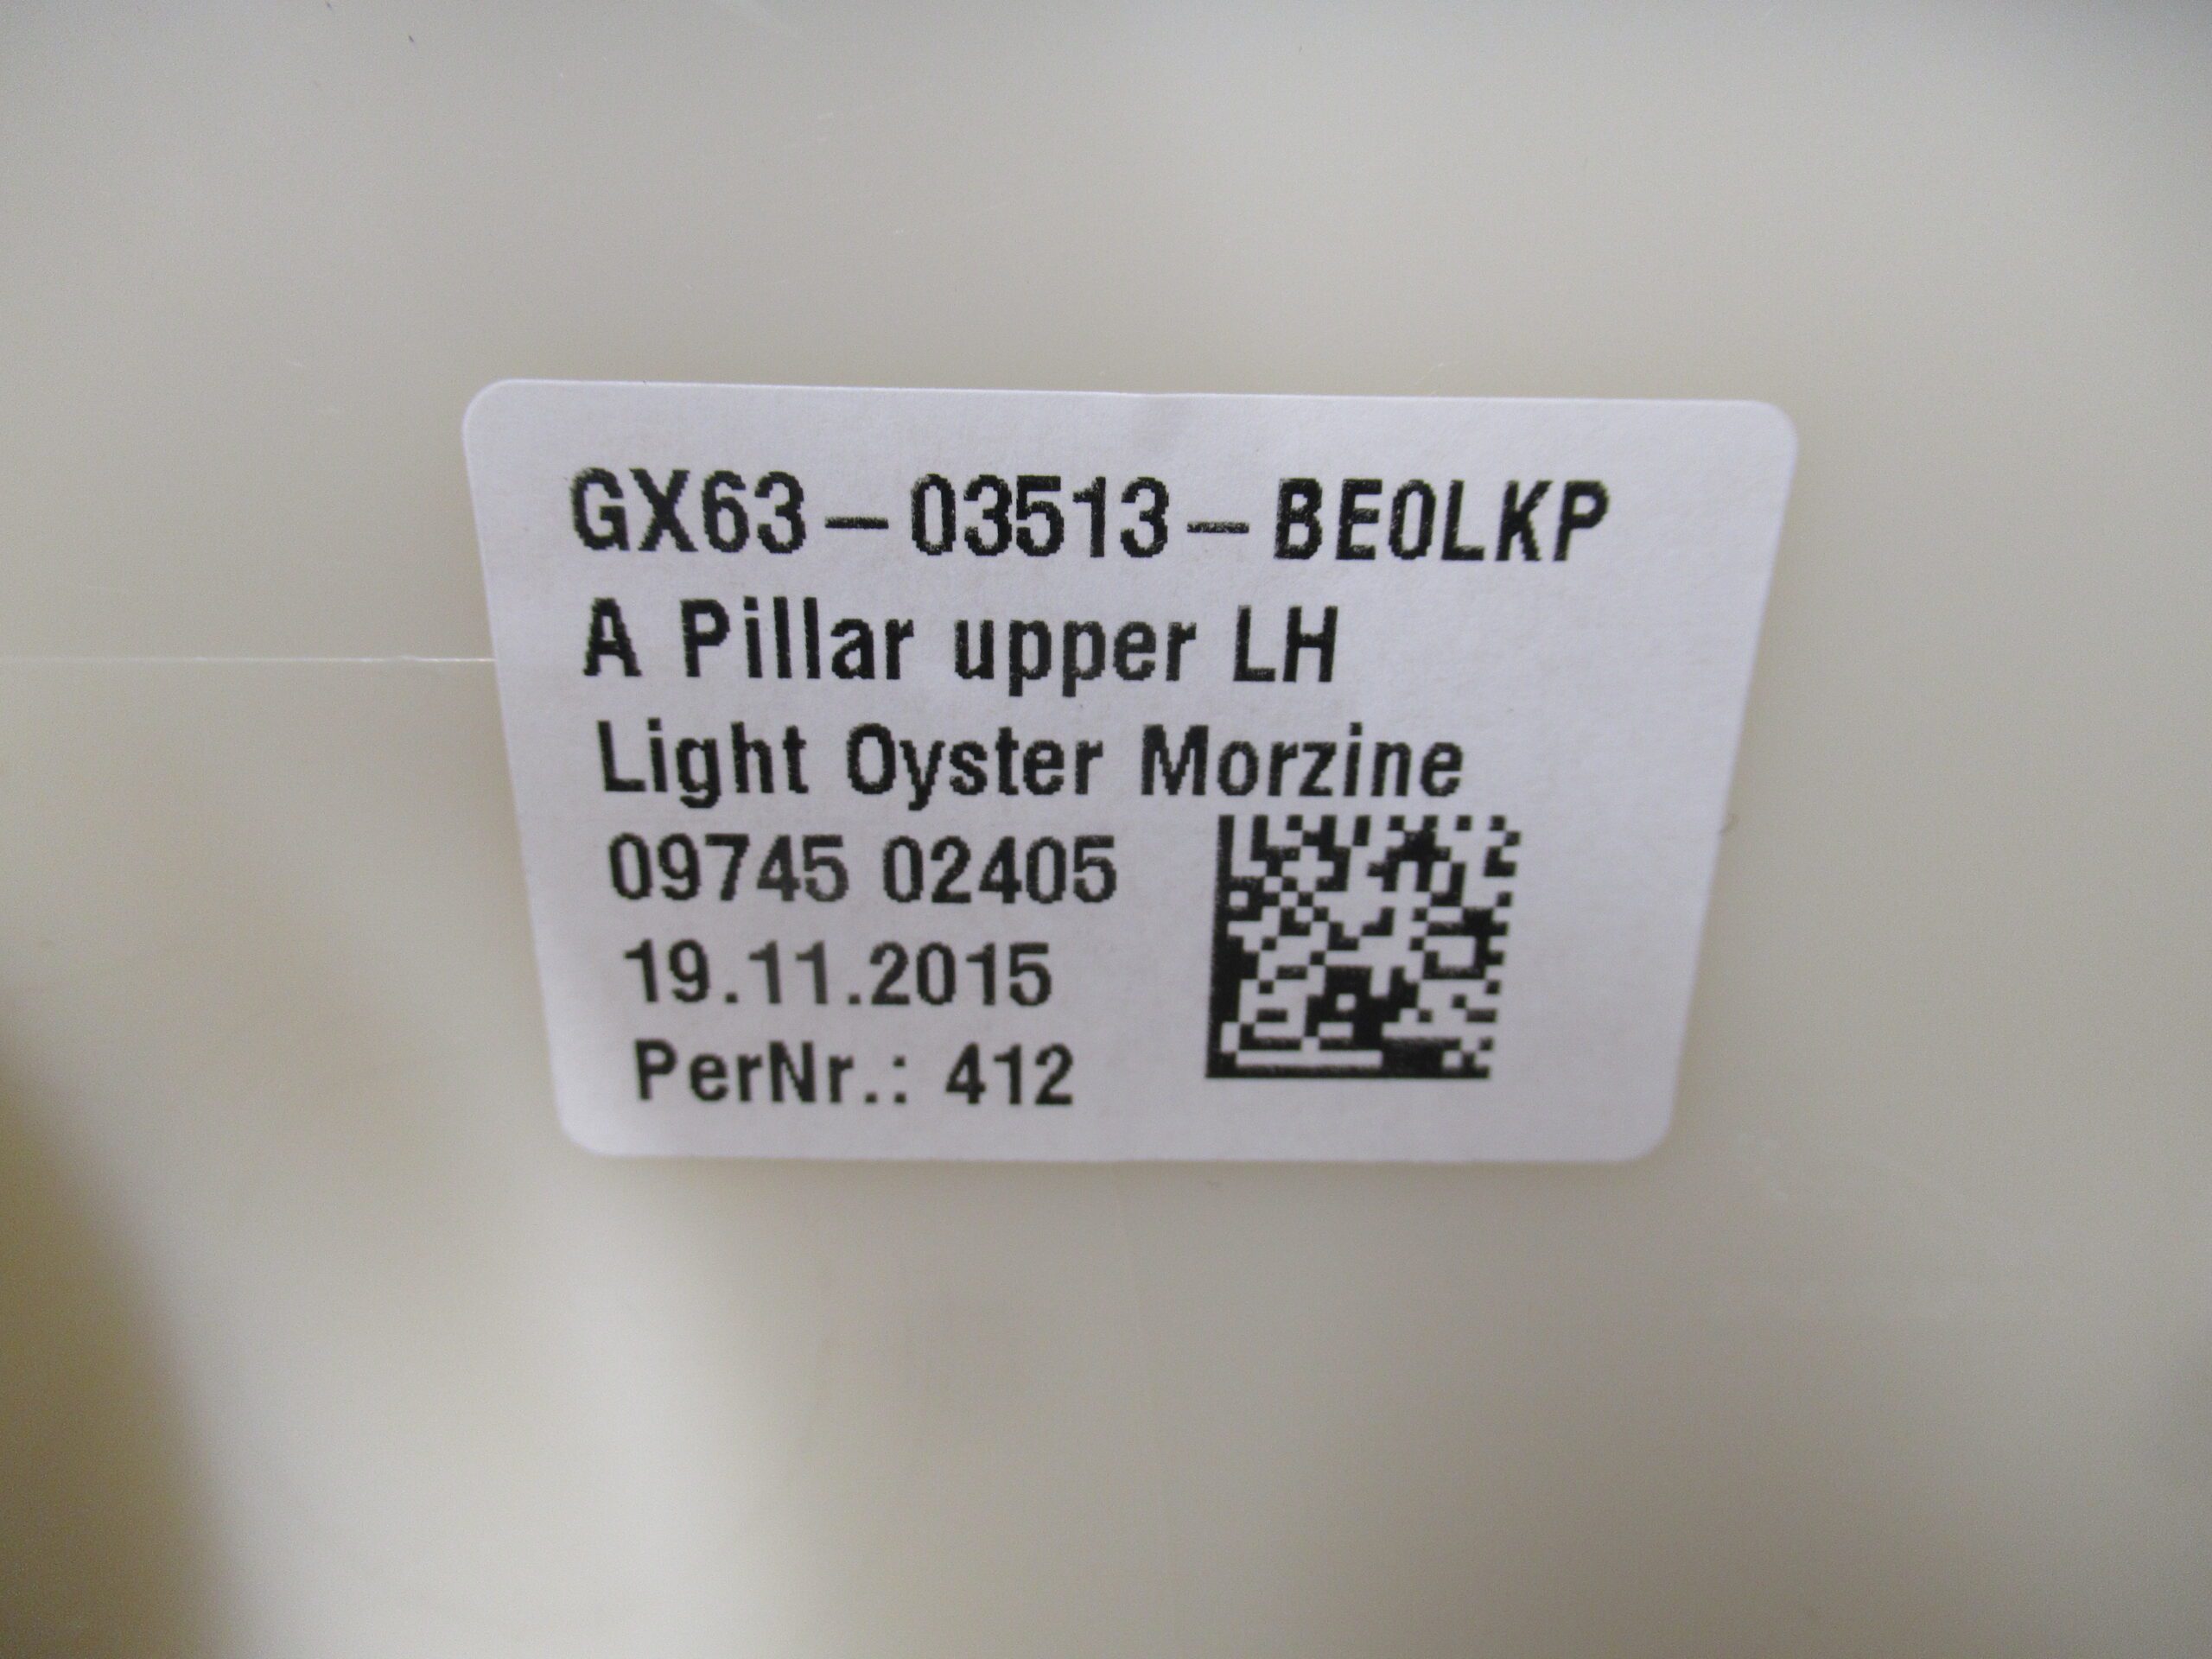 GX63-03513-BE0LKP
A Pillar upper LH
Light Oyster Morzine
09745 02405
19.11.2015
PerNr.: 412